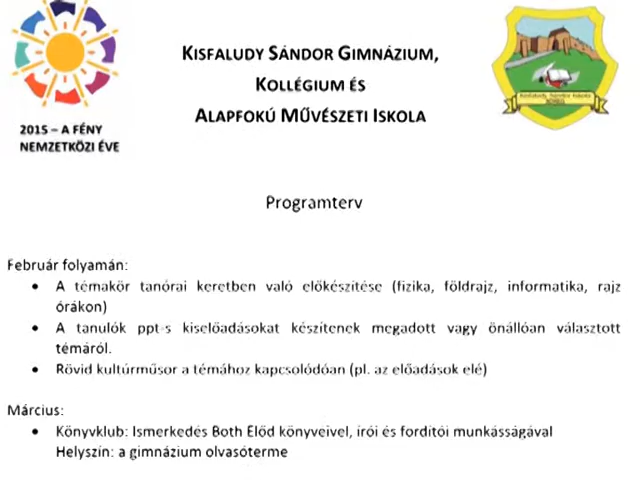 KISFALUDY SÁNDOR GIMNÁZIUM,
KOLLÉGIUM ÉS
ALAPFOKÚ MŰVÉSZETI ISKOLA
2015 – A FÉNY
NEMZETKÖZI ÉVE
Programterv
Február folyamán:
• A témakör tanórai keretben való előkészítése (fizika, földrajz, informatika, rajz
órákon)
• A tanulók ppt-s kiselőadásokat készítenek megadott vagy önállóan választott
témáról.
• Rövid kultúrműsor a témához kapcsolódóan (pl. az előadások elé)
Március:
• Könyvklub: Ismerkedés Both Előd könyveivel, írói és fordítói munkásságával
Helyszín: a gimnázium olvasóterme